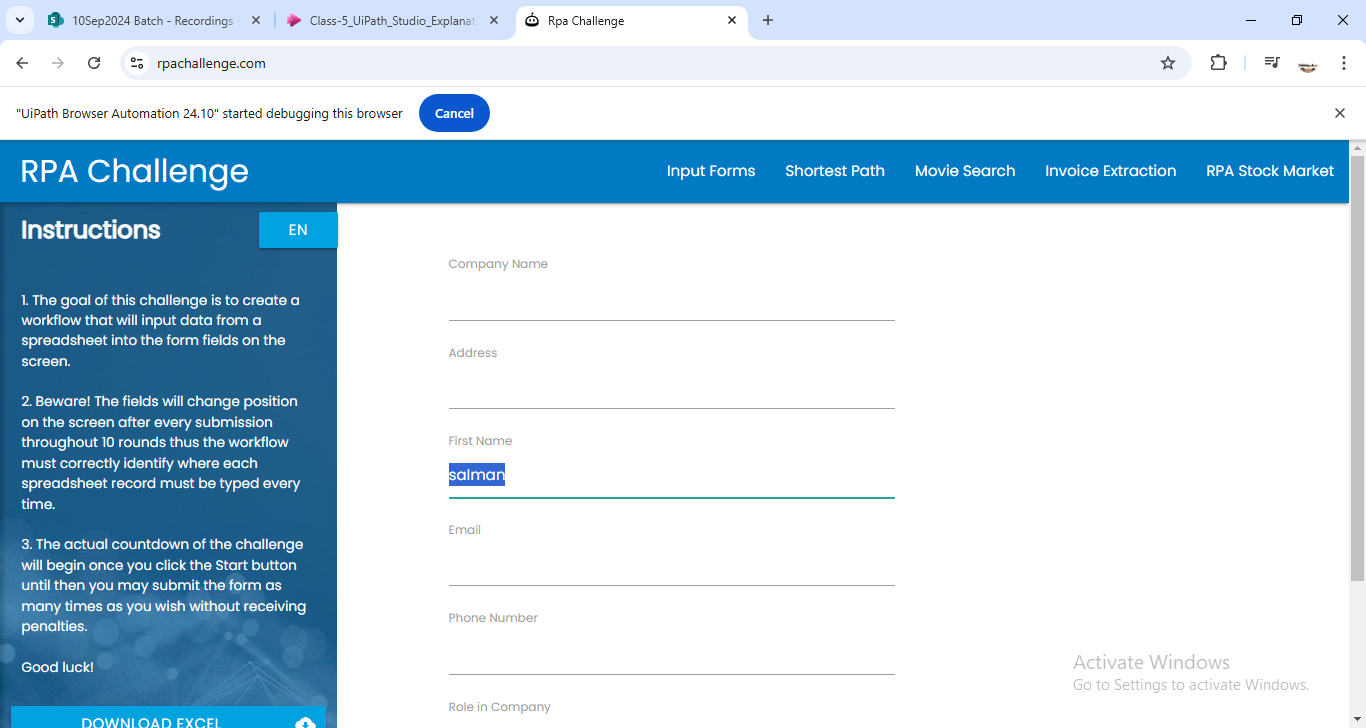 10Sep2024 Batch - Recordings
Class-5_UiPath_Studio_Explanat
Rpa Challenge
rpachallenge.com
"UiPath Browser Automation 24.10" started debugging this browser
Cancel
RPA Challenge
Input Forms
Shortest Path
Movie Search
Invoice Extraction
RPA Stock Market
Instructions
EN
1. The goal of this challenge is to create a
workflow that will input data from a
spreadsheet into the form fields on the
screen.
2. Beware! The fields will change position
on the screen after every submission
throughout 10 rounds thus the workflow
must correctly identify where each
spreadsheet record must be typed every
time.
3. The actual countdown of the challenge
will begin once you click the Start button
until then you may submit the form as
many times as you wish without receiving
penalties.
Good luck!
DOWNLOAD EXCEL
Company Name
Address
First Name
salman
Email
Phone Number
Role in Company
Activate Windows
Go to Settings to activate Windows.